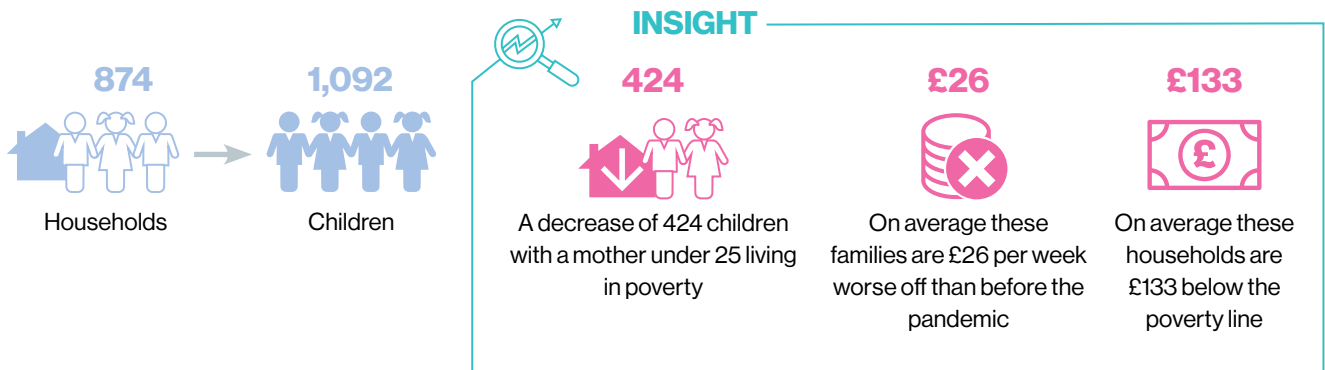 INSIGHT
874
Households
1,092
Children
424
A decrease of 424 children
with a mother under 25 living
in poverty
£26
On average these
families are £26 per week
worse off than before the
pandemic
£133
£
On average these
households are
£133 below the
poverty line